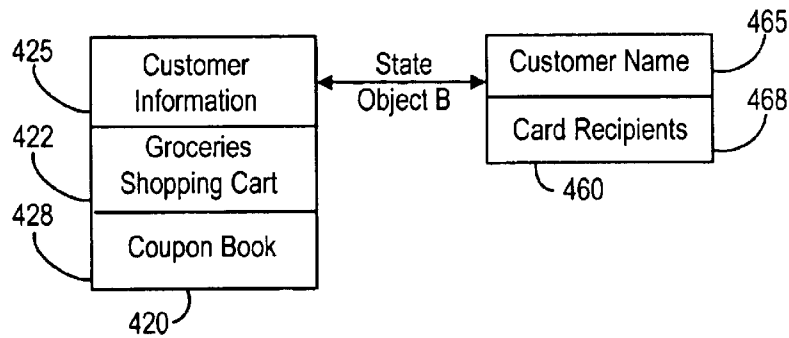 425
Customer
Information
422
Groceries
Shopping Cart
428
Coupon Book
420
State
Object B
465
Customer Name
468
Card Recipients
460